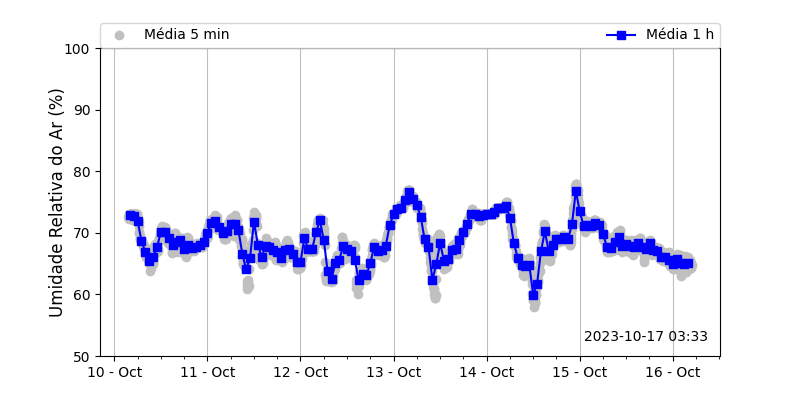 Média 5 min
Média 1 h
Umidade Relativa do Ar (%)
100
90
80
70
60
50
2023-10-17 03:33
10 - Oct
11 - Oct
12 - Oct
13 - Oct
14 - Oct
15 - Oct
16 - Oct